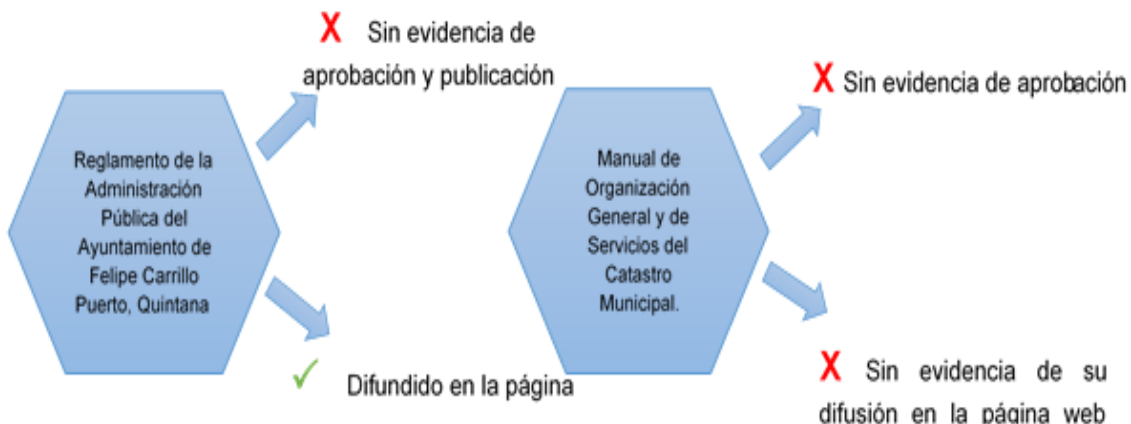 X Sin evidencia de
aprobación y publicación
Reglamento de la
Administración
Pública del
Ayuntamiento de
Felipe Carrillo
Puerto, Quintana
✓ Difundido en la página
X Sin evidencia de aprobación
Manual de
Organización
General y de
Servicios del
Catastro
Municipal.
X Sin evidencia de su
difusión en la página web